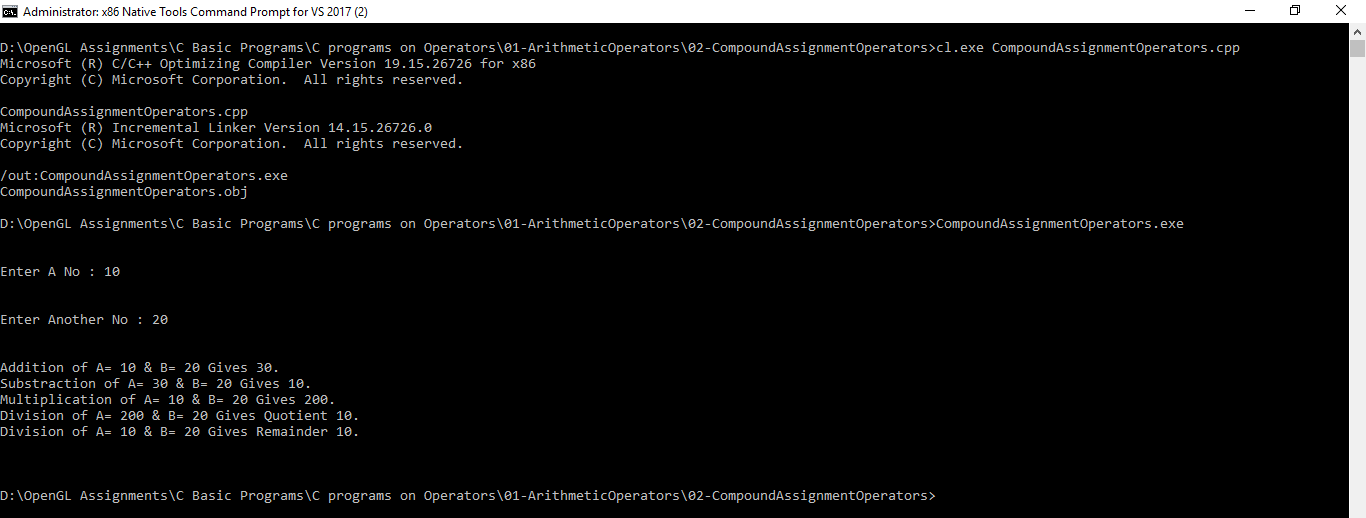 Administrator: x86 Native Tools Command Prompt for VS 2017 (2)
D:\OpenGL Assignments\C Basic Programs\C programs on Operators\01-ArithmeticOperators\02-CompoundAssignmentOperators>cl.exe CompoundAssignmentOperators.cpp
Microsoft (R) C/C++ Optimizing Compiler Version 19.15.26726 for x86
Copyright (C) Microsoft Corporation.  All rights reserved.
CompoundAssignmentOperators.cpp
Microsoft (R) Incremental Linker Version 14.15.26726.0
Copyright (C) Microsoft Corporation.  All rights reserved.
/out:CompoundAssignmentOperators.exe
CompoundAssignmentOperators.obj
D:\OpenGL Assignments\C Basic Programs\C programs on Operators\01-ArithmeticOperators\02-CompoundAssignmentOperators>CompoundAssignmentOperators.exe
Enter A No : 10
Enter Another No : 20
Addition of A= 10 & B= 20 Gives 30.
Substraction of A= 30 & B= 20 Gives 10.
Multiplication of A= 10 & B= 20 Gives 200.
Division of A= 200 & B= 20 Gives Quotient 10.
Division of A= 10 & B= 20 Gives Remainder 10.
D:\OpenGL Assignments\C Basic Programs\C programs on Operators\01-ArithmeticOperators\02-CompoundAssignmentOperators>